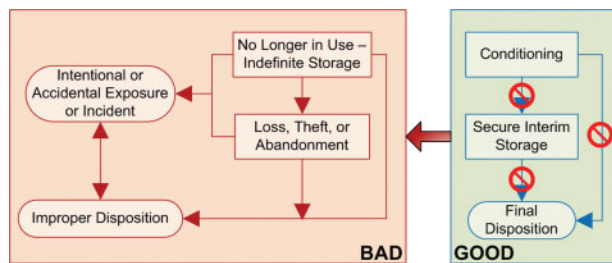 No Longer in Use –
Indefinite Storage
Intentional or
Accidental Exposure
or Incident
Loss, Theft, or
Abandonment
Improper Disposition
BAD
Conditioning
Secure Interim
Storage
Final
Disposition
GOOD